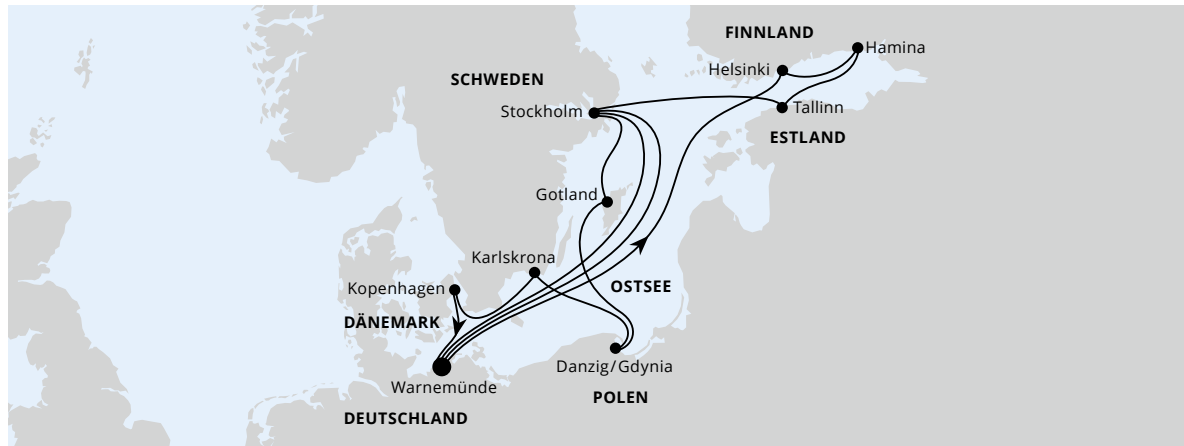 FINNLAND
Hamina
Helsinki
SCHWEDEN
Stockholm
Tallinn
ESTLAND
Gotland
Karlskrona
Kopenhagen
OSTSEE
DÄNEMARK
Danzig/Gdynia
Warnemünde
POLEN
DEUTSCHLAND